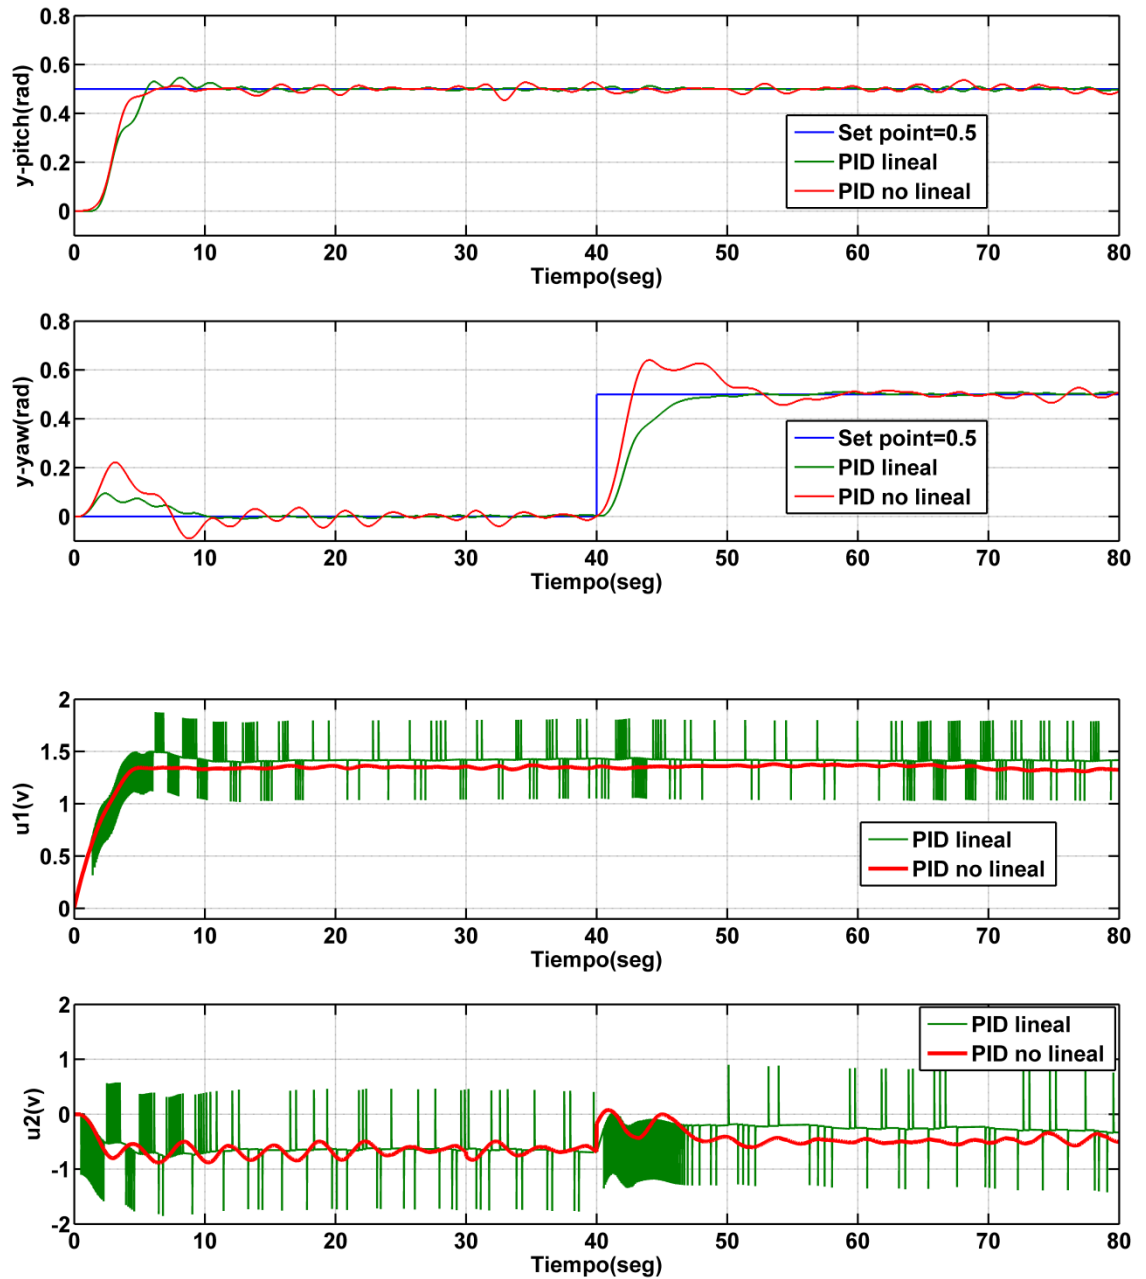 0.8
0.6
0.4
0.2
0
y-pitch(rad)
Set point=0.5
PID lineal
PID no lineal
0 10 20 30 40 50 60 70 80
Tiempo(seg)
0.8
0.6
0.4
0.2
0
y-yaw(rad)
Set point=0.5
PID lineal
PID no lineal
0 10 20 30 40 50 60 70 80
Tiempo(seg)
2
1.5
1
0.5
0
u1(v)
PID lineal
PID no lineal
0 10 20 30 40 50 60 70 80
Tiempo(seg)
2
1
0
-1
-2
u2(v)
PID lineal
PID no lineal
0 10 20 30 40 50 60 70 80
Tiempo(seg)